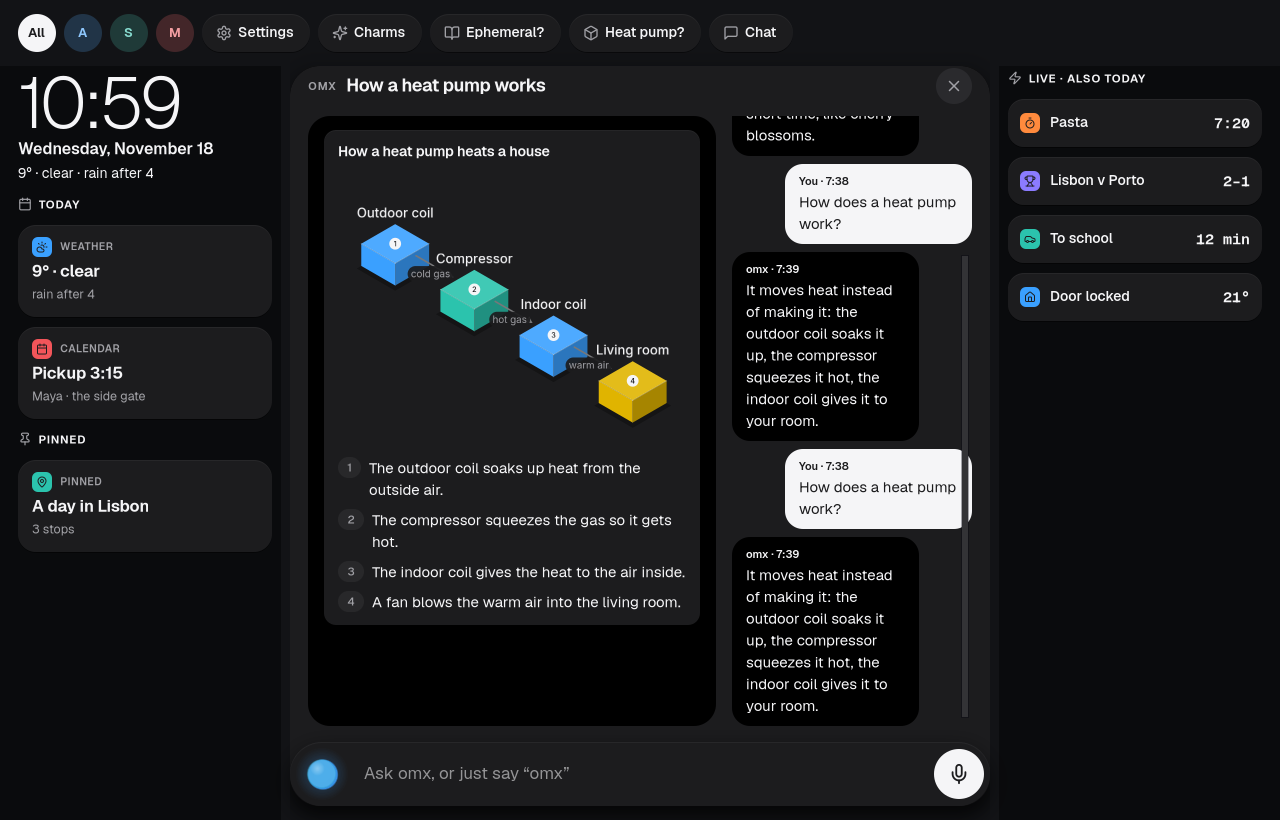 All
A
S
M
Settings
Charms
Ephemeral?
Heat pump?
Chat
10:59
Wednesday, November 18
9° · clear · rain after 4
TODAY
WEATHER
9° · clear
rain after 4
CALENDAR
Pickup 3:15
Maya · the side gate
PINNED
PINNED
A day in Lisbon
3 stops
OMX How a heat pump works
How a heat pump heats a house
Outdoor coil
1
cold gas
Compressor
2
hot gas
Indoor coil
3
warm air
Living room
4
1 The outdoor coil soaks up heat from the
outside air.
2 The compressor squeezes the gas so it gets
hot.
3 The indoor coil gives the heat to the air inside.
4 A fan blows the warm air into the living room.
short time, like cherry
blossoms.
You · 7:38
How does a heat pump
work?
omx · 7:39
It moves heat instead
of making it: the
outdoor coil soaks it
up, the compressor
squeezes it hot, the
indoor coil gives it to
your room.
You · 7:38
How does a heat pump
work?
omx · 7:39
It moves heat instead
of making it: the
outdoor coil soaks it
up, the compressor
squeezes it hot, the
indoor coil gives it to
your room.
Ask omx, or just say “omx”
LIVE · ALSO TODAY
Pasta 7:20
Lisbon v Porto 2-1
To school 12 min
Door locked 21°